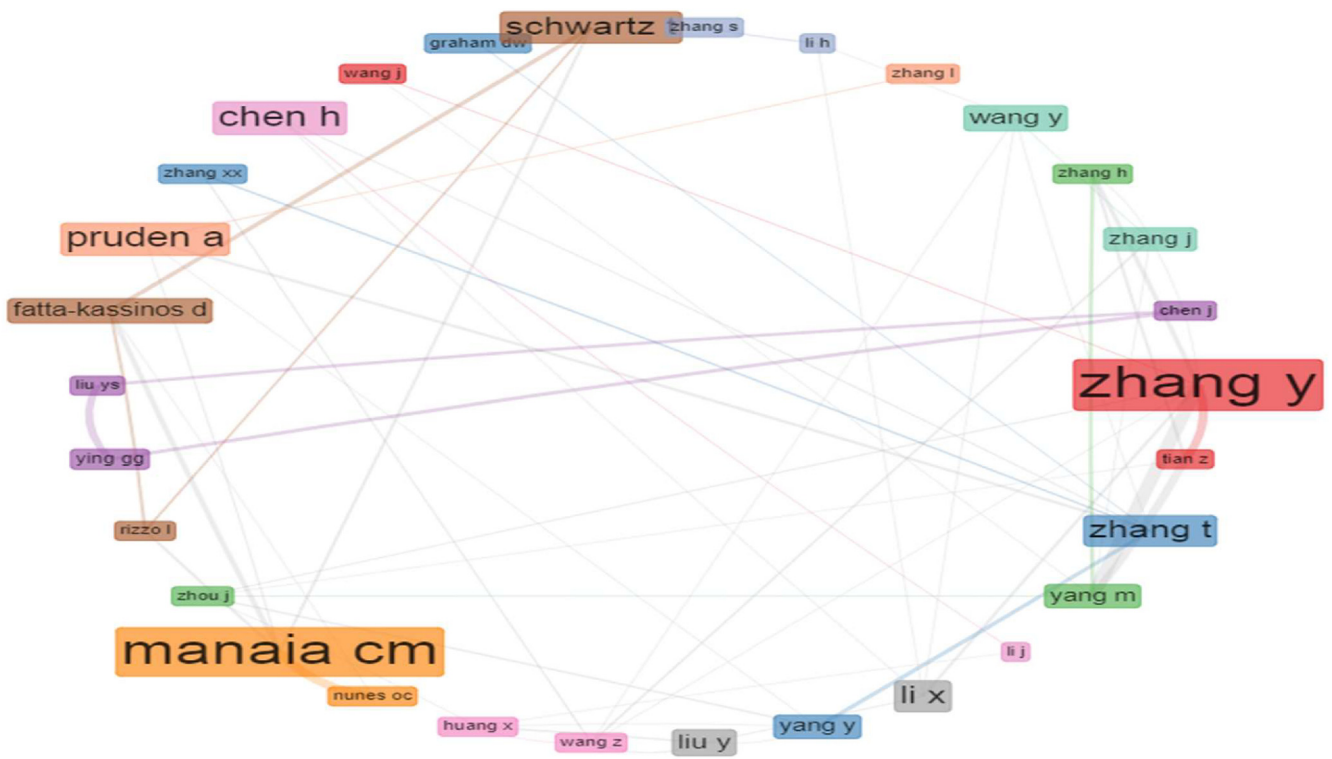 schwartz
zhang s
graham dw
li h
wang j
zhang l
chen h
wang y
zhang xx
zhang h
pruden a
zhang j
fatta-kassinos d
chen j
liu ys
zhang y
ying gg
tian z
rizzo l
zhang t
zhou j
yang m
manaia cm
li j
nunes oc
li x
huang x
yang y
wang z
liu y